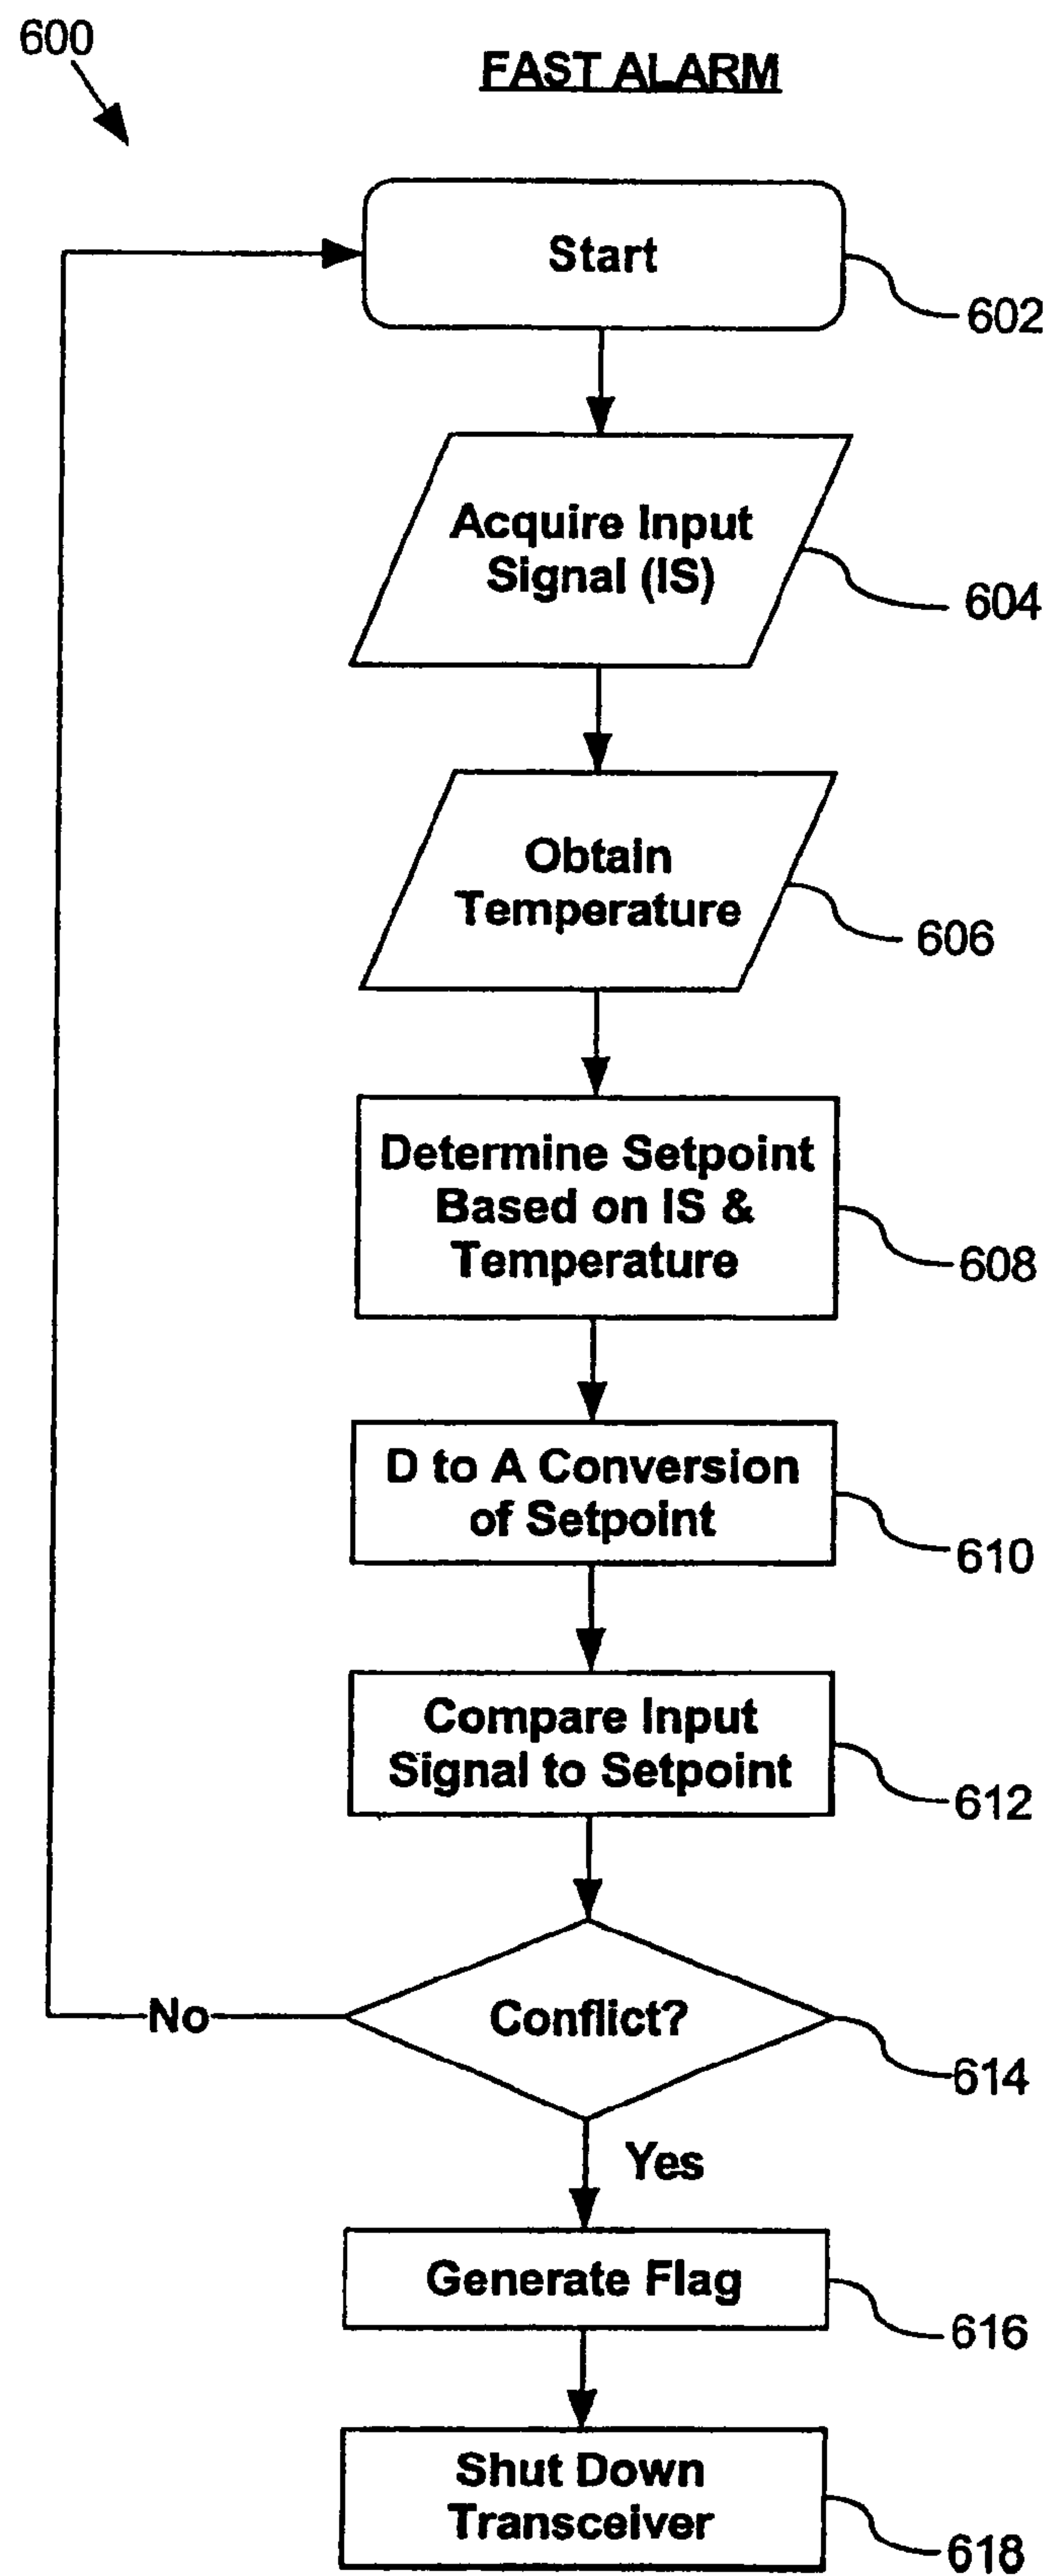 600
FAST ALARM
Start
602
Acquire Input
Signal (IS)
604
Obtain
Temperature
606
Determine Setpoint
Based on IS &
Temperature
608
D to A Conversion
of Setpoint
610
Compare Input
Signal to Setpoint
612
Conflict?
No
614
Yes
Generate Flag
616
Shut Down
Transceiver
618